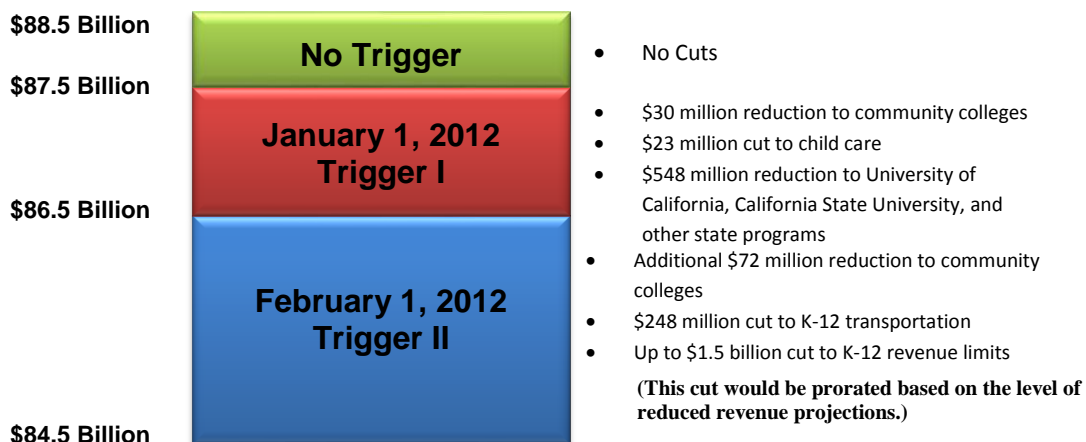 $88.5 Billion
No Trigger
• No Cuts
$87.5 Billion
January 1, 2012
Trigger I
• $30 million reduction to community colleges
• $23 million cut to child care
• $548 million reduction to University of
California, California State University, and
other state programs
$86.5 Billion
February 1, 2012
Trigger II
• Additional $72 million reduction to community
colleges
• $248 million cut to K-12 transportation
• Up to $1.5 billion cut to K-12 revenue limits
(This cut would be prorated based on the level of
reduced revenue projections.)
$84.5 Billion